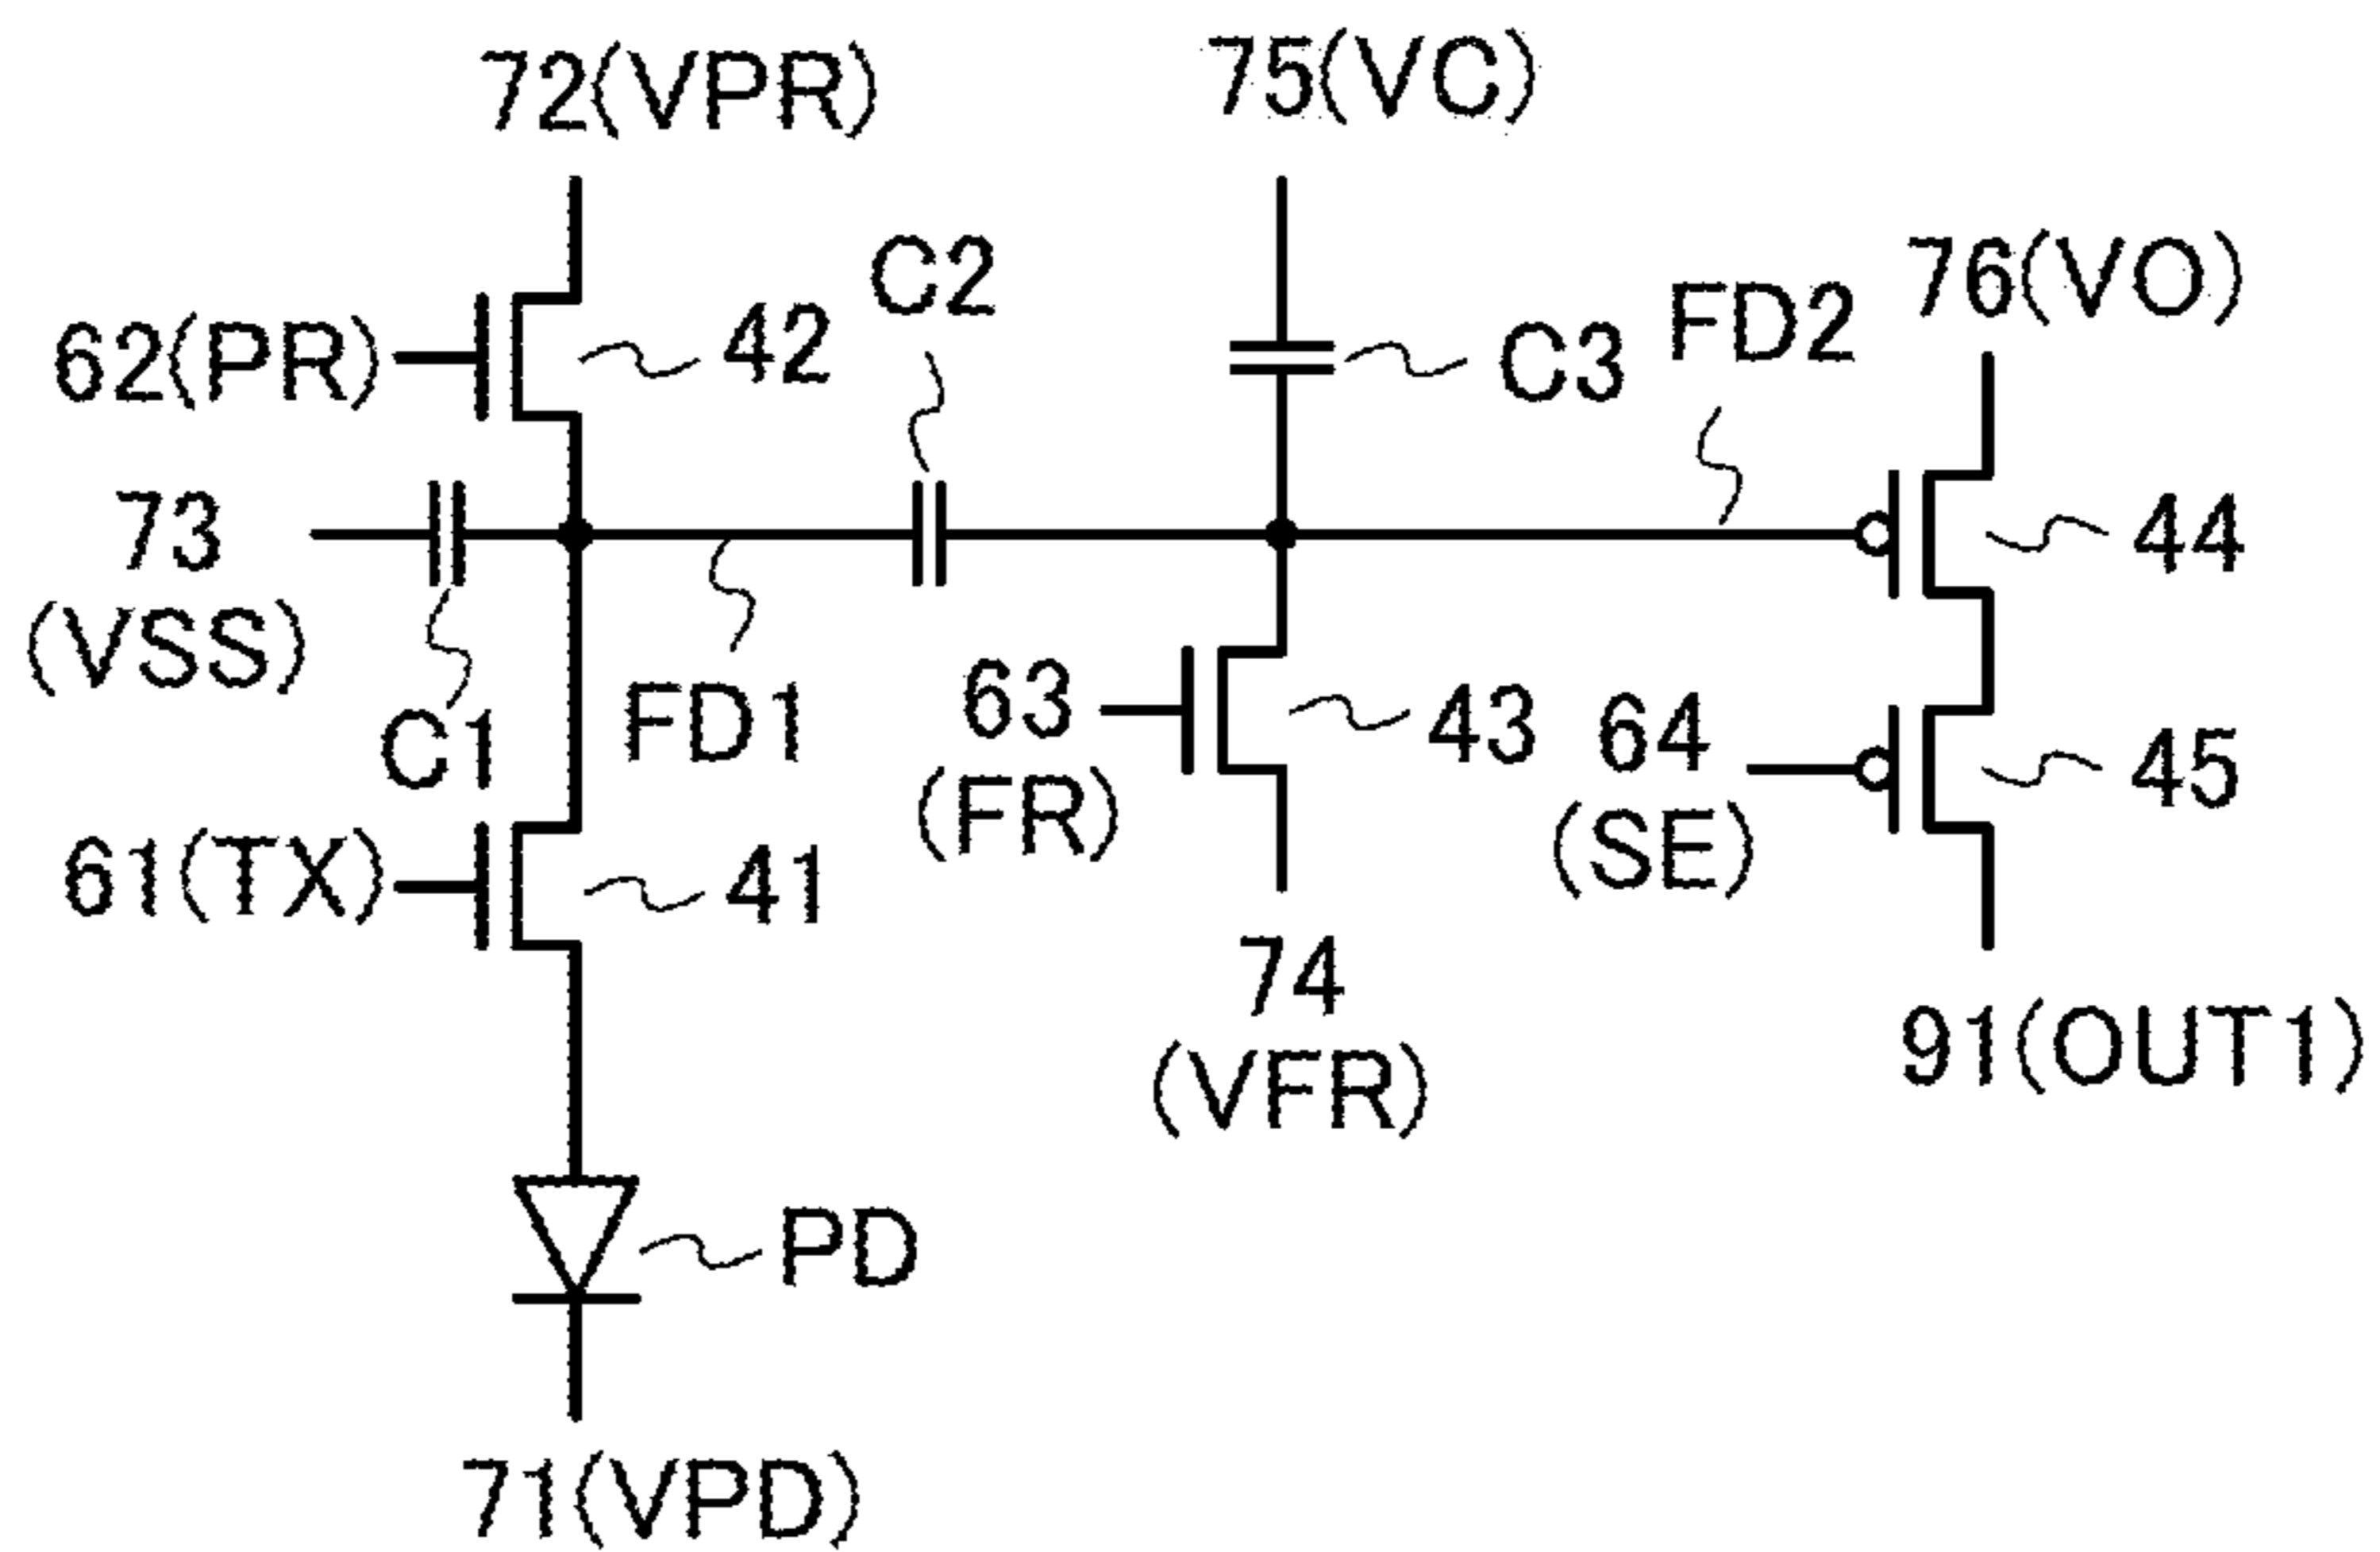 72(VPR)
75(VC)
C2
76(VO)
FD2
62(PR)
42
C3
73
(VSS)
44
C1
FD1
63
(FR)
43
64
(SE)
45
61(TX)
41
74
(VFR)
91(OUT1)
PD
71(VPD)